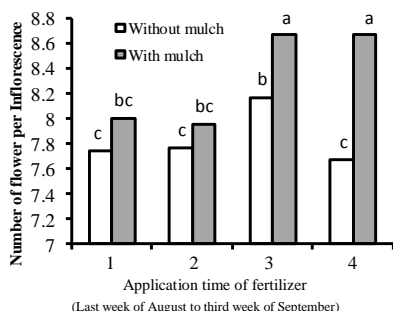 Number of flower per Inflorescence
8.8
8.6
8.4
8.2
8
7.8
7.6
7.4
7.2
7
Without mulch
With mulch
c
bc
c
bc
b
a
c
a
1 2 3 4
Application time of fertilizer
(Last week of August to third week of September)